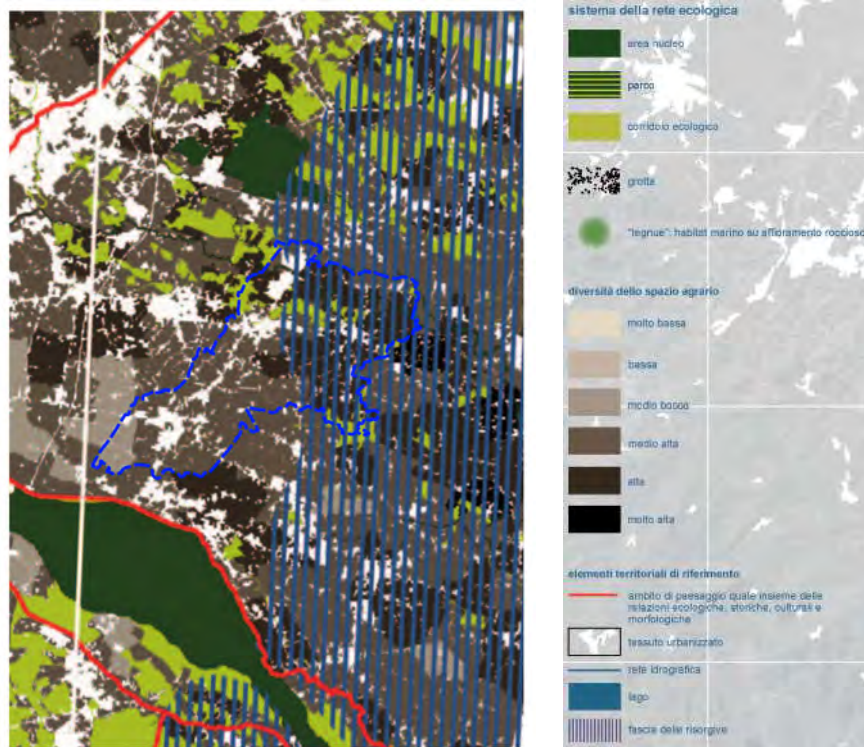 sistema della rete ecologica
area nucleo
parco
corridoio ecologico
grotta
"tegnue": habitat marino su affioramento roccioso
diversità dello spazio agrario
molto bassa
bassa
medio bassa
medio alta
alta
molto alta
elementi territoriali di riferimento
ambito di paesaggio quale insieme delle
relazioni ecologiche, storiche, culturali e
morfologiche
tessuto urbanizzato
rete idrografica
lago
fascia delle risorgive